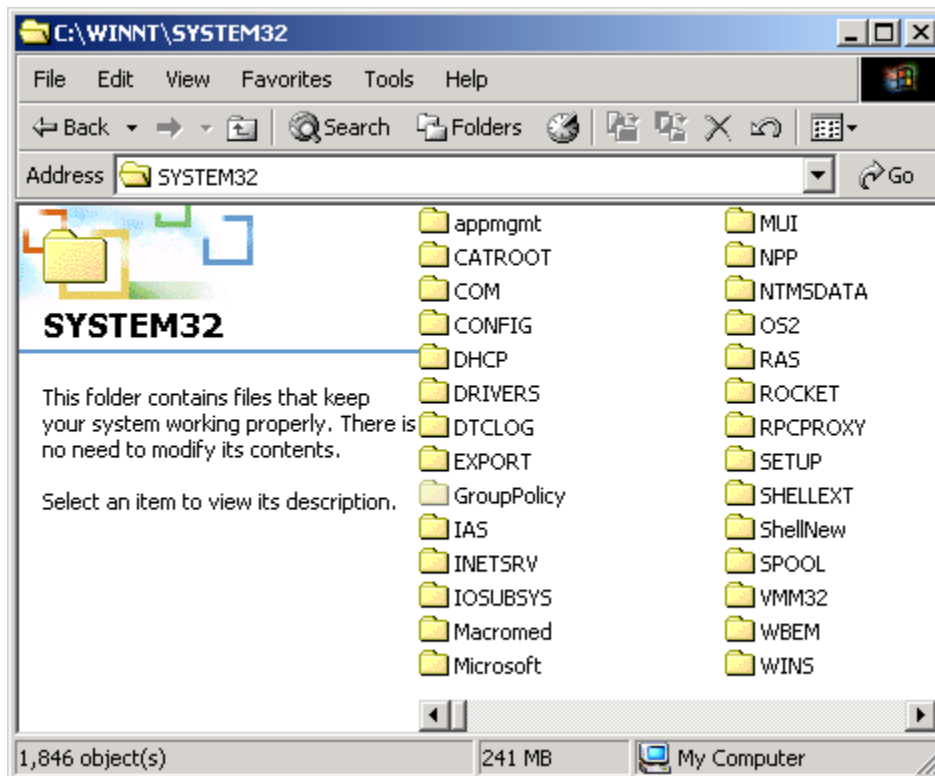 C:\WINNT\SYSTEM32
File Edit View Favorites Tools Help
Back Search Folders
Address SYSTEM32 Go
SYSTEM32
This folder contains files that keep
your system working properly. There is
no need to modify its contents.
Select an item to view its description.
appmgmt
CATROOT
COM
CONFIG
DHCP
DRIVERS
DTCLOG
EXPORT
GroupPolicy
IAS
INETSRV
IOSUBSYS
Macromed
Microsoft
MUI
NPP
NTMSDATA
OS2
RAS
ROCKET
RPCPROXY
SETUP
SHELLEXT
ShellNew
SPOOL
VMM32
WBEM
WINS
1,846 object(s) 241 MB My Computer